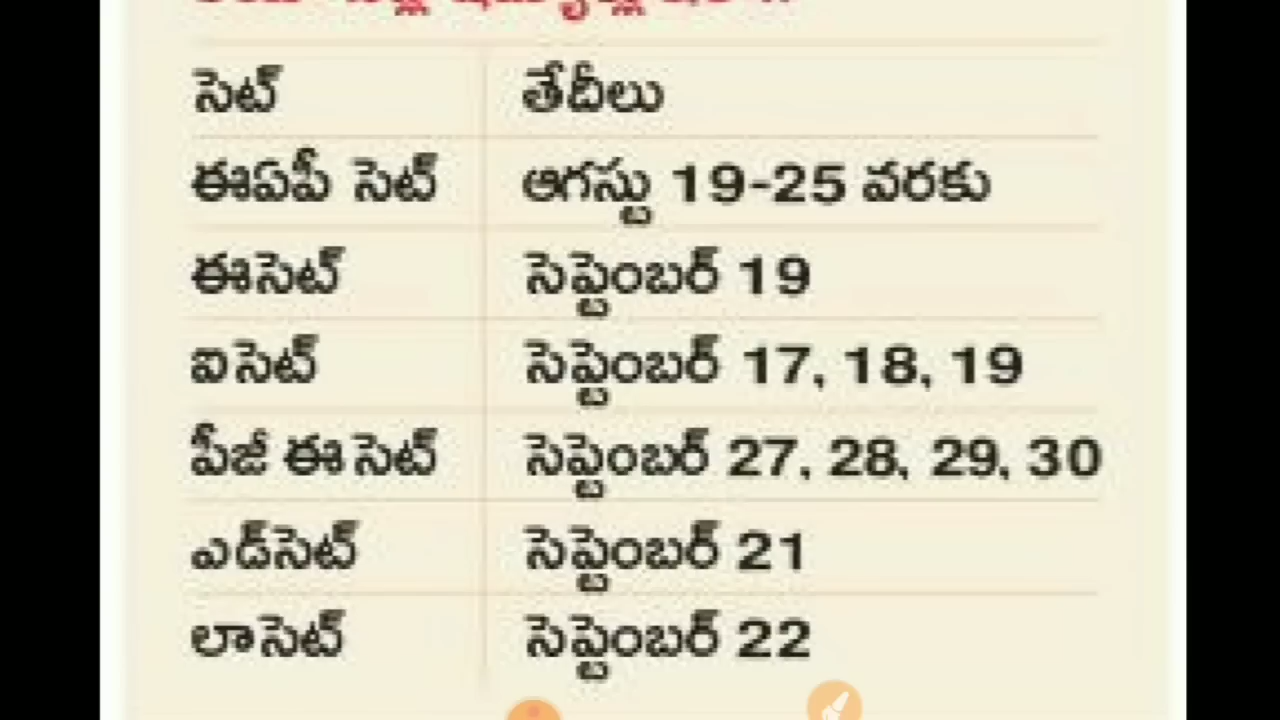 సెట్ తేదీలు
ఈఏపీ సెట్ ఆగస్టు 19-25 వరకు
ఈసెట్ సెప్టెంబర్ 19
ఐసెట్ సెప్టెంబర్ 17, 18, 19
పీజీ ఈసెట్ సెప్టెంబర్ 27, 28, 29, 30
ఎడ్‌సెట్ సెప్టెంబర్ 21
లాసెట్ సెప్టెంబర్ 22